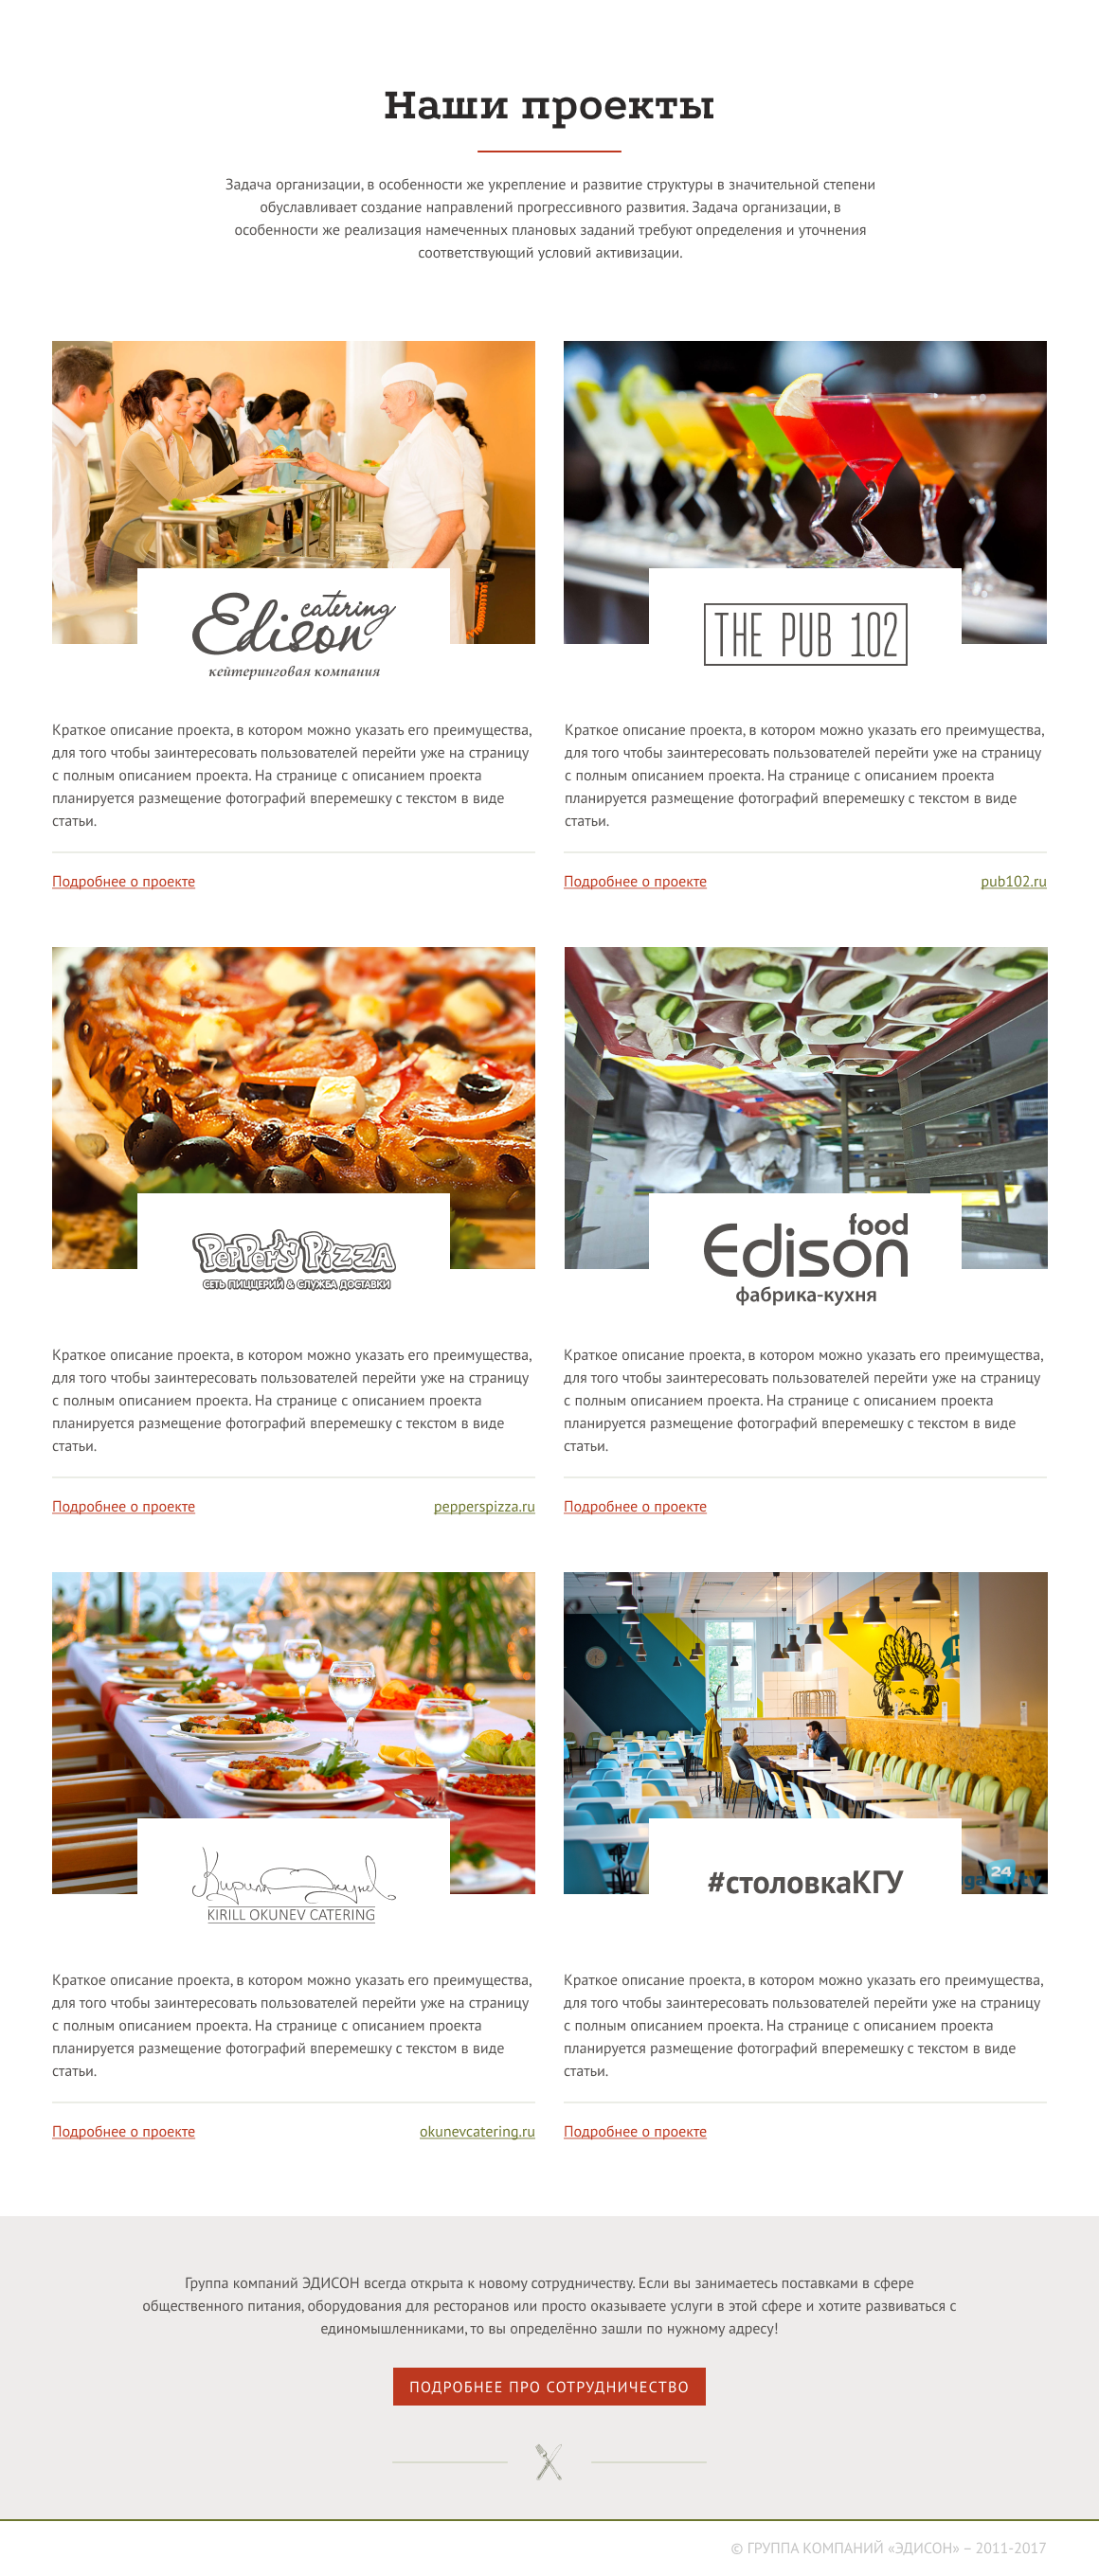 Наши проекты
Задача организации, в особенности же укрепление и развитие структуры в значительной степени
обуславливает создание направлений прогрессивного развития. Задача организации, в
особенности же реализация намеченных плановых заданий требуют определения и уточнения
соответствующий условий активизации.
catering
Edison
кейтеринговая компания
Краткое описание проекта, в котором можно указать его преимущества,
для того чтобы заинтересовать пользователей перейти уже на страницу
с полным описанием проекта. На странице с описанием проекта
планируется размещение фотографий вперемешку с текстом в виде
статьи.
Подробнее о проекте
THE PUB 102
Краткое описание проекта, в котором можно указать его преимущества,
для того чтобы заинтересовать пользователей перейти уже на страницу
с полным описанием проекта. На странице с описанием проекта
планируется размещение фотографий вперемешку с текстом в виде
статьи.
Подробнее о проекте
pub102.ru
PepPer's Pizza
СЕТЬ ПИЦЦЕРИЙ & СЛУЖБА ДОСТАВКИ
Краткое описание проекта, в котором можно указать его преимущества,
для того чтобы заинтересовать пользователей перейти уже на страницу
с полным описанием проекта. На странице с описанием проекта
планируется размещение фотографий вперемешку с текстом в виде
статьи.
Подробнее о проекте
pepperspizza.ru
food
Edison
фабрика-кухня
Краткое описание проекта, в котором можно указать его преимущества,
для того чтобы заинтересовать пользователей перейти уже на страницу
с полным описанием проекта. На странице с описанием проекта
планируется размещение фотографий вперемешку с текстом в виде
статьи.
Подробнее о проекте
Кирилл Окунев
KIRILL OKUNEV CATERING
Краткое описание проекта, в котором можно указать его преимущества,
для того чтобы заинтересовать пользователей перейти уже на страницу
с полным описанием проекта. На странице с описанием проекта
планируется размещение фотографий вперемешку с текстом в виде
статьи.
Подробнее о проекте
okunevcatering.ru
24
#столовкаКГУ
Краткое описание проекта, в котором можно указать его преимущества,
для того чтобы заинтересовать пользователей перейти уже на страницу
с полным описанием проекта. На странице с описанием проекта
планируется размещение фотографий вперемешку с текстом в виде
статьи.
Подробнее о проекте
Группа компаний ЭДИСОН всегда открыта к новому сотрудничеству. Если вы занимаетесь поставками в сфере
общественного питания, оборудования для ресторанов или просто оказываете услуги в этой сфере и хотите развиваться с
единомышленниками, то вы определённо зашли по нужному адресу!
ПОДРОБНЕЕ ПРО СОТРУДНИЧЕСТВО
© ГРУППА КОМПАНИЙ «ЭДИСОН» – 2011-2017